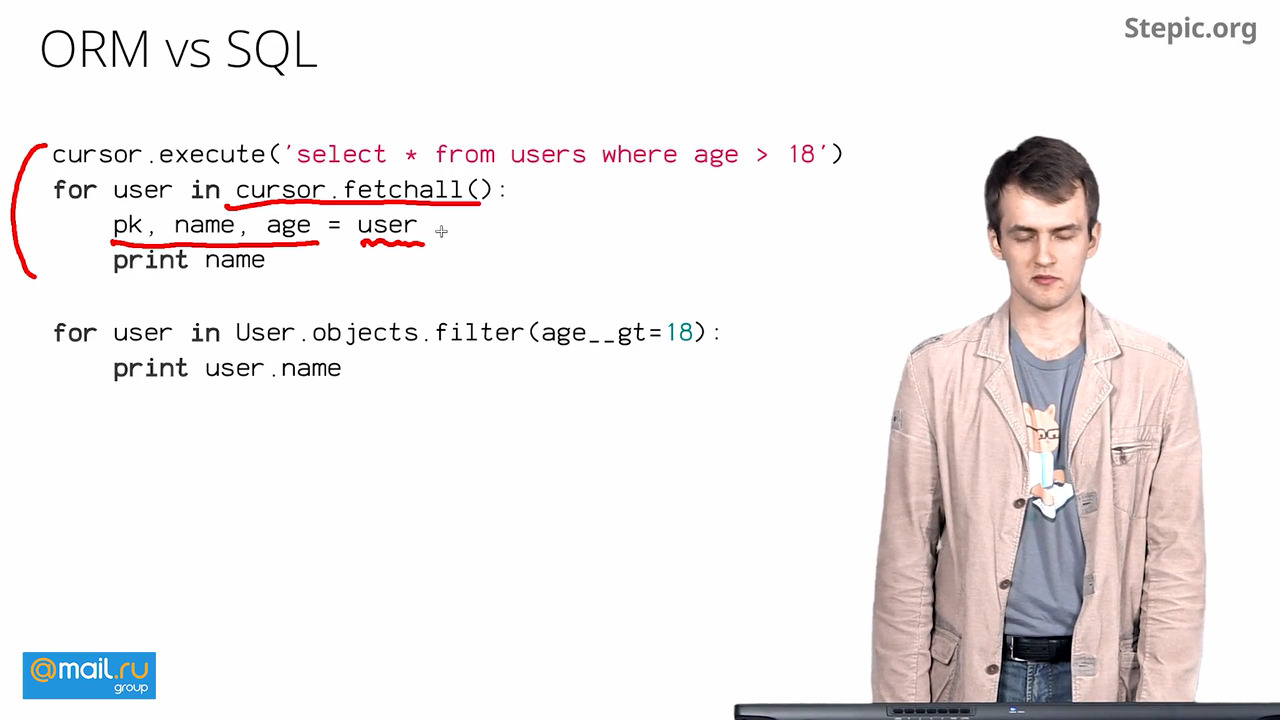 ORM vs SQL
Stepic.org
cursor.execute('select * from users where age > 18')
for user in cursor.fetchall():
    pk, name, age = user
    print name
for user in User.objects.filter(age__gt=18):
    print user.name
@mail.ru
group